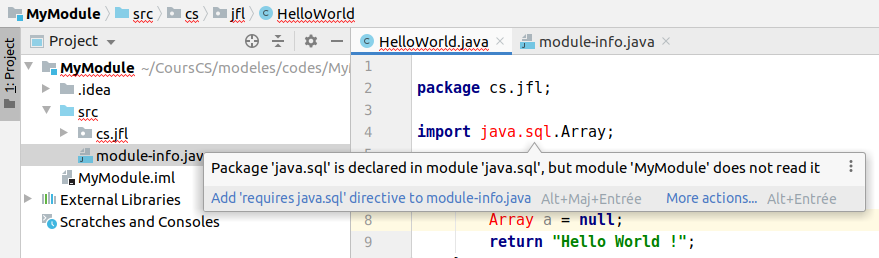 MyModule src cs jfl HelloWorld
1: Project
Project
HelloWorld.java
module-info.java
MyModule ~/CoursCS/modeles/codes/My
.idea
src
cs.jfl
module-info.jav
MyModule.iml
External Libraries
Scratches and Consoles
1
2 package cs.jfl;
3
4 import java.sql.Array;
Package 'java.sql' is declared in module 'java.sql', but module 'MyModule' does not read it
Add 'requires java.sql' directive to module-info.java Alt+Maj+Entrée More actions... Alt+Entrée
8 Array a = null;
9 return "Hello World !";